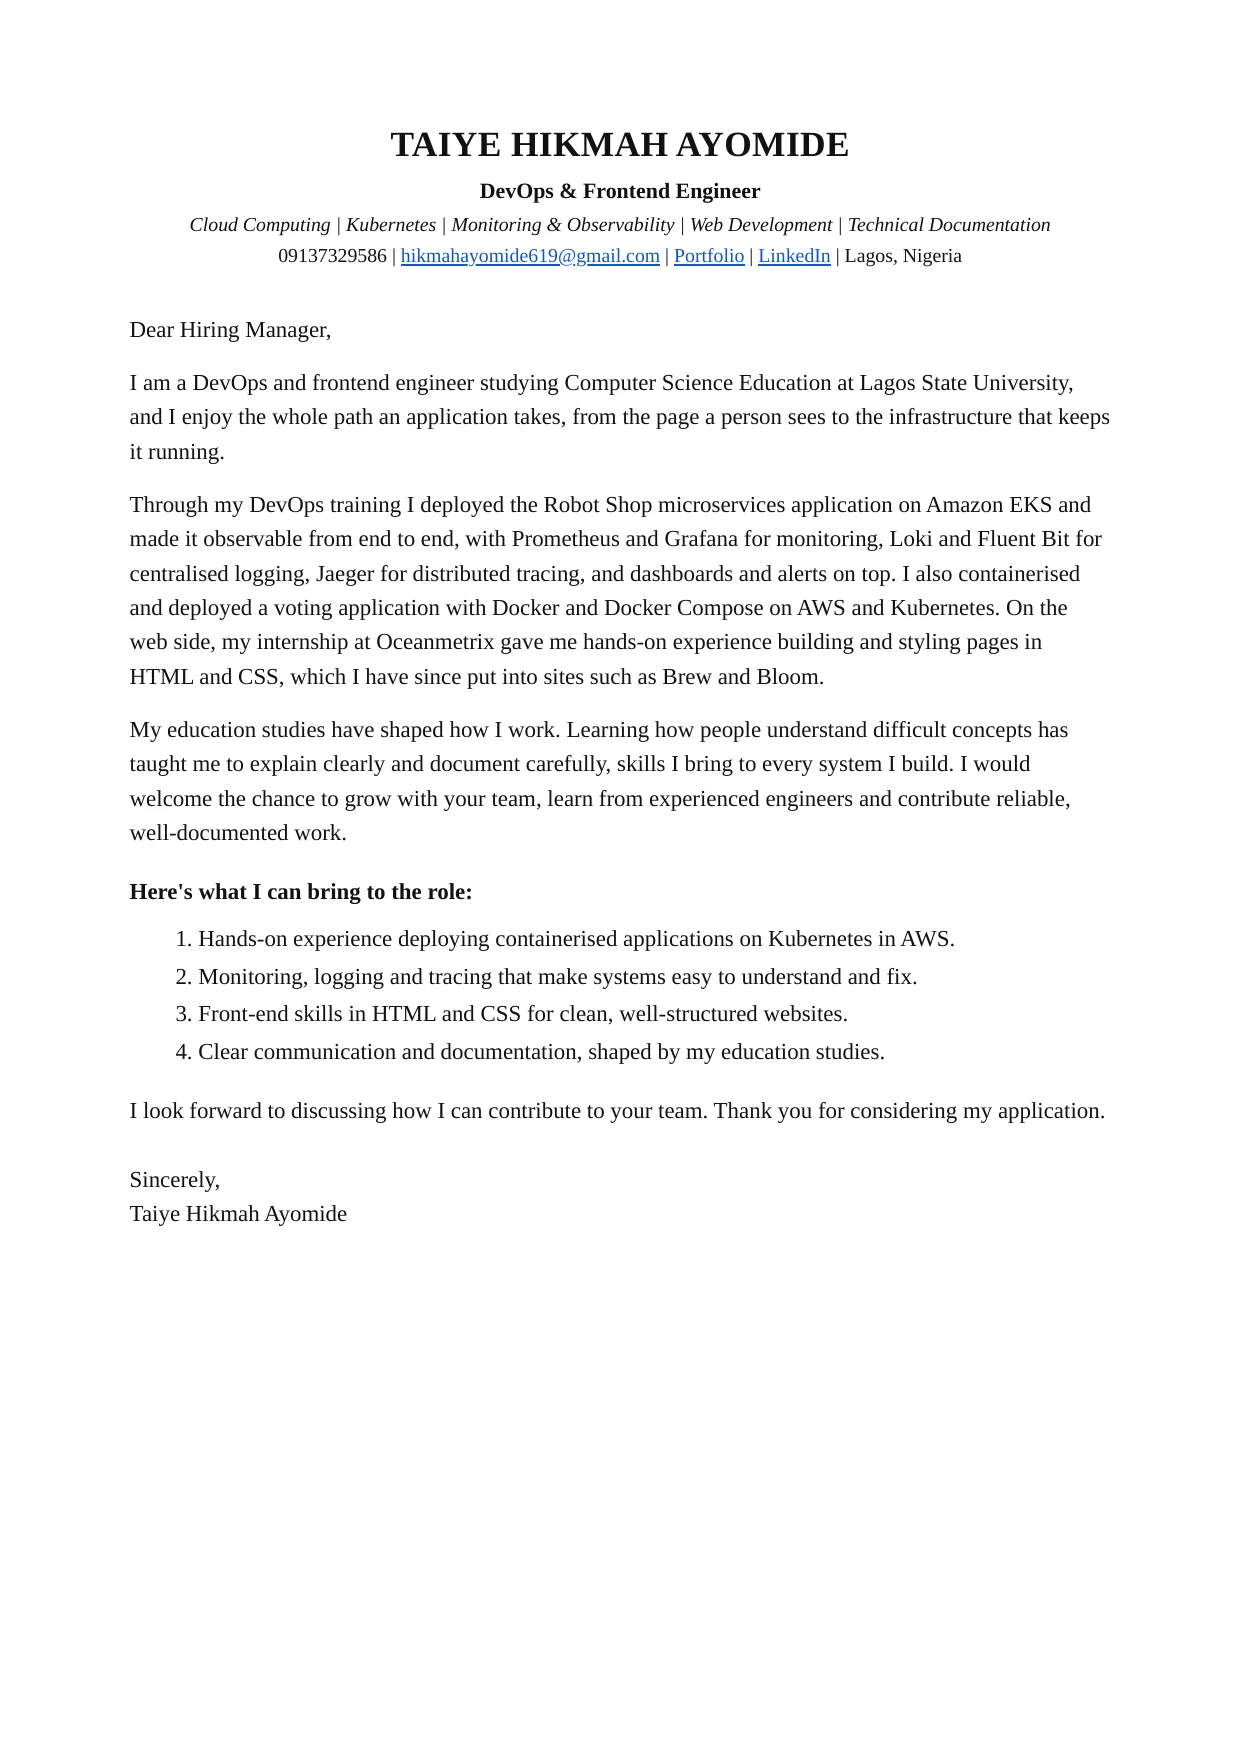 TAIYE HIKMAH AYOMIDE
DevOps & Frontend Engineer
Cloud Computing | Kubernetes | Monitoring & Observability | Web Development | Technical Documentation
09137329586 | hikmahayomide619@gmail.com | Portfolio | LinkedIn | Lagos, Nigeria
Dear Hiring Manager,
I am a DevOps and frontend engineer studying Computer Science Education at Lagos State University,
and I enjoy the whole path an application takes, from the page a person sees to the infrastructure that keeps
it running.
Through my DevOps training I deployed the Robot Shop microservices application on Amazon EKS and
made it observable from end to end, with Prometheus and Grafana for monitoring, Loki and Fluent Bit for
centralised logging, Jaeger for distributed tracing, and dashboards and alerts on top. I also containerised
and deployed a voting application with Docker and Docker Compose on AWS and Kubernetes. On the
web side, my internship at Oceanmetrix gave me hands-on experience building and styling pages in
HTML and CSS, which I have since put into sites such as Brew and Bloom.
My education studies have shaped how I work. Learning how people understand difficult concepts has
taught me to explain clearly and document carefully, skills I bring to every system I build. I would
welcome the chance to grow with your team, learn from experienced engineers and contribute reliable,
well-documented work.
Here's what I can bring to the role:
1. Hands-on experience deploying containerised applications on Kubernetes in AWS.
2. Monitoring, logging and tracing that make systems easy to understand and fix.
3. Front-end skills in HTML and CSS for clean, well-structured websites.
4. Clear communication and documentation, shaped by my education studies.
I look forward to discussing how I can contribute to your team. Thank you for considering my application.
Sincerely,
Taiye Hikmah Ayomide